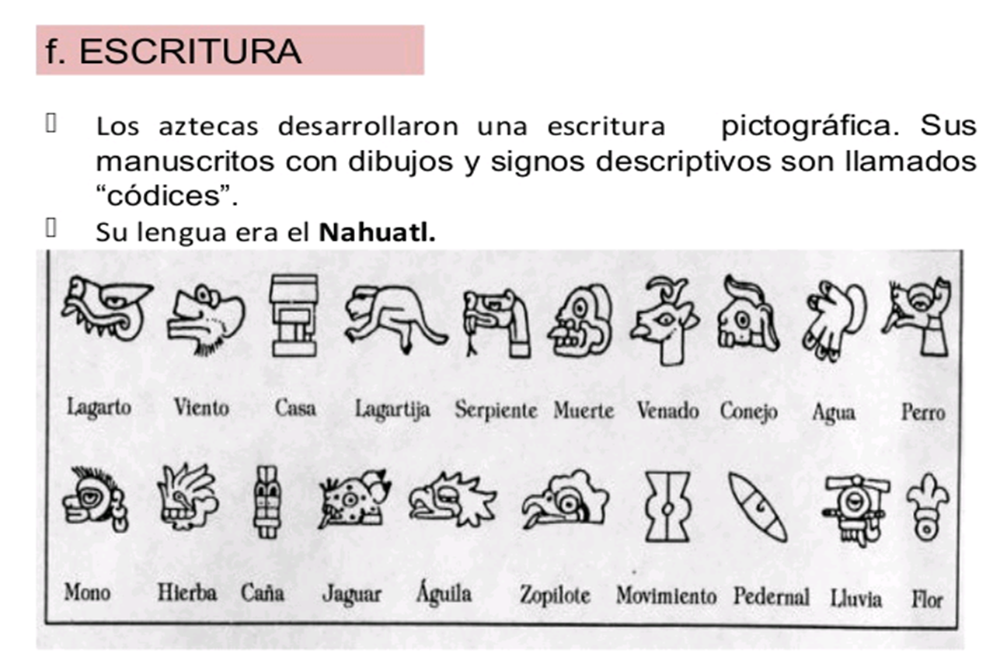 f. ESCRITURA
Los aztecas desarrollaron una escritura pictográfica. Sus
manuscritos con dibujos y signos descriptivos son llamados
“códices”.
Su lengua era el Nahuatl.
Lagarto Viento Casa Lagartija Serpiente Muerte Venado Conejo Agua Perro
Mono Hierba Caña Jaguar Águila Zopilote Movimiento Pedernal Lluvia Flor